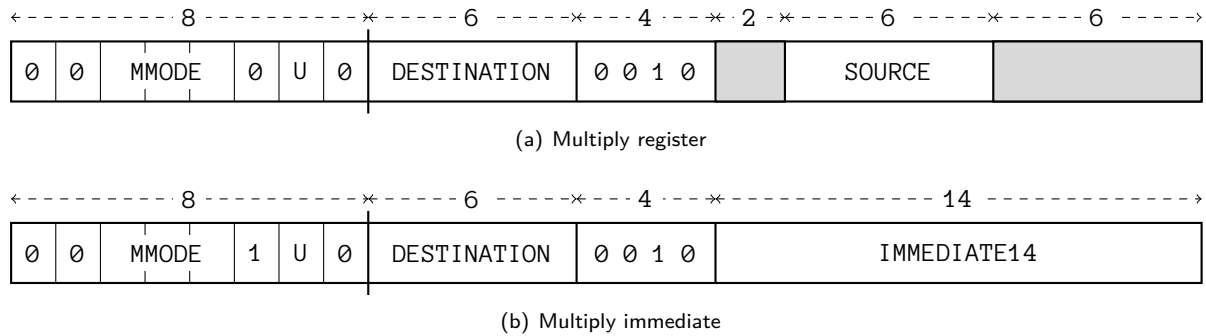 8 6 4 2 6 6
0 0 MMODE 0 U 0 DESTINATION 0 0 1 0 SOURCE
(a) Multiply register
8 6 4 14
0 0 MMODE 1 U 0 DESTINATION 0 0 1 0 IMMEDIATE14
(b) Multiply immediate